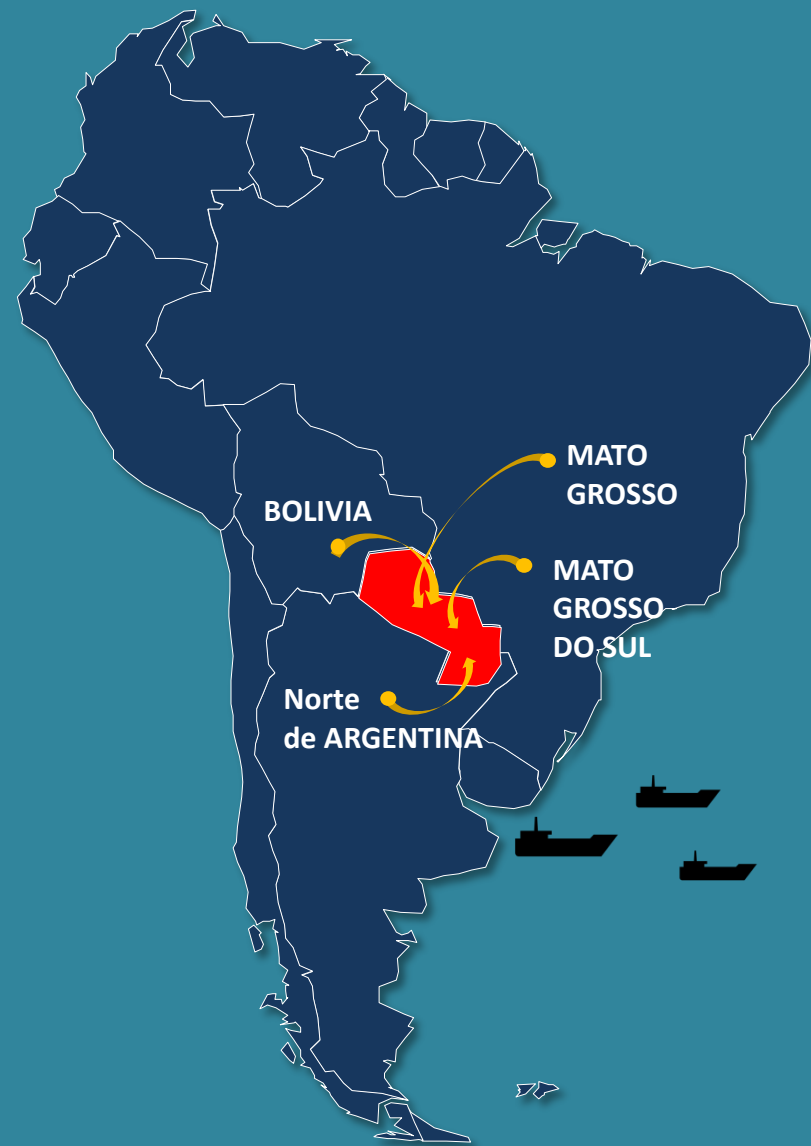 MATO
GROSSO
BOLIVIA
MATO
GROSSO
DO SUL
Norte
de ARGENTINA